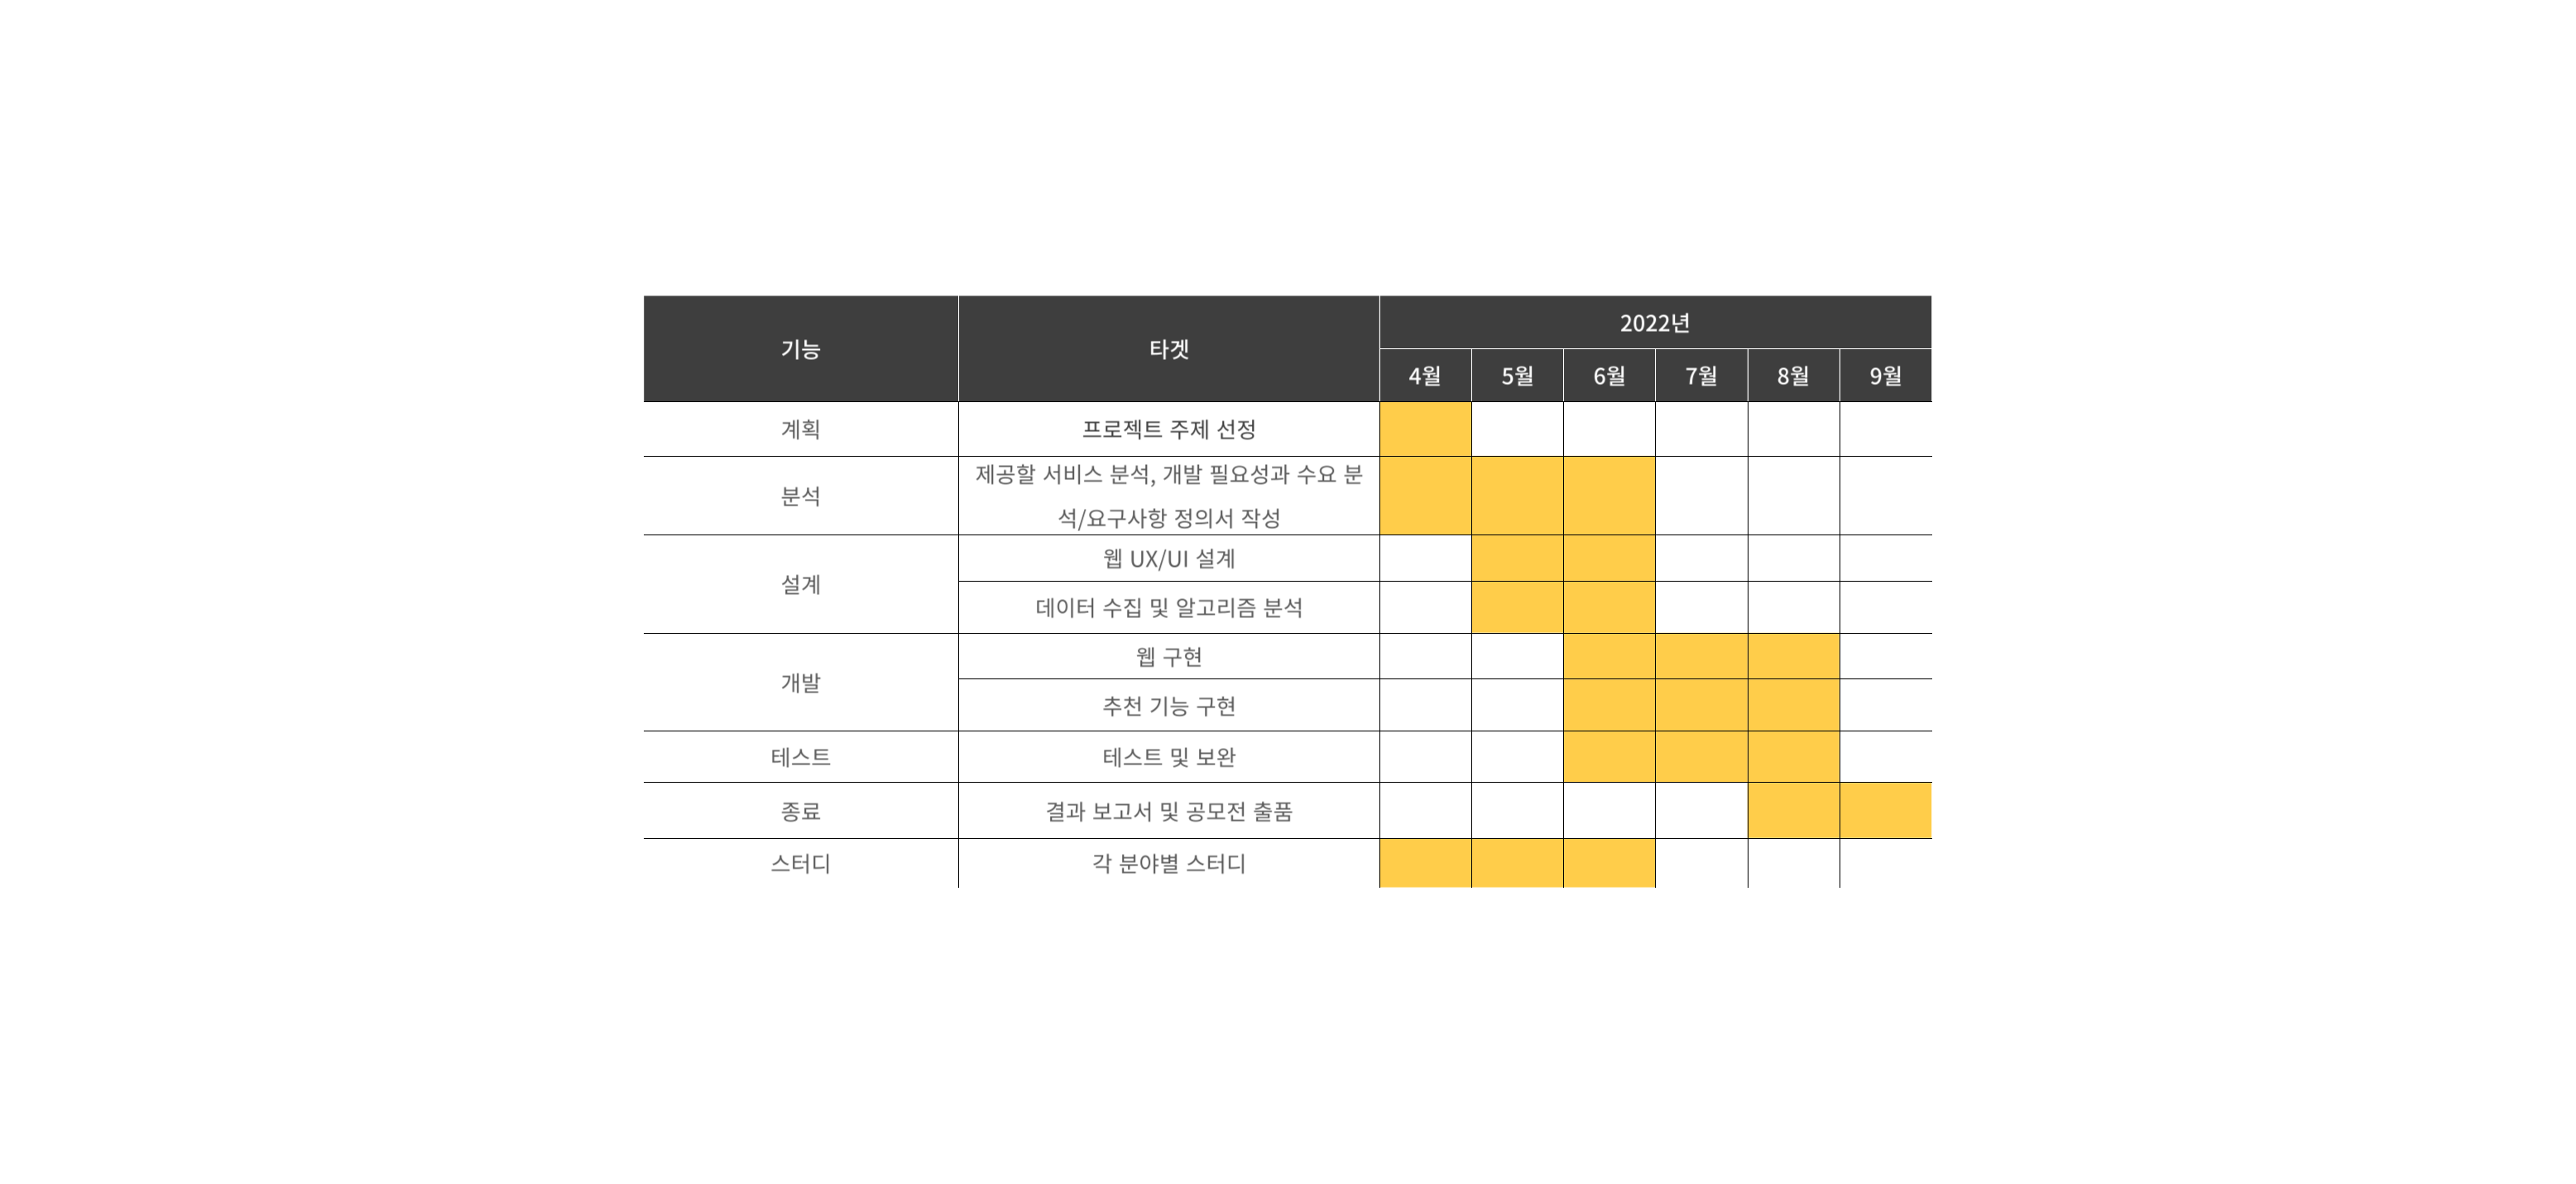 기능
타겟
2022년
4월
5월
6월
7월
8월
9월
계획
프로젝트 주제 선정
분석
제공할 서비스 분석, 개발 필요성과 수요 분
석/요구사항 정의서 작성
설계
웹 UX/UI 설계
데이터 수집 및 알고리즘 분석
개발
웹 구현
추천 기능 구현
테스트
테스트 및 보완
종료
결과 보고서 및 공모전 출품
스터디
각 분야별 스터디